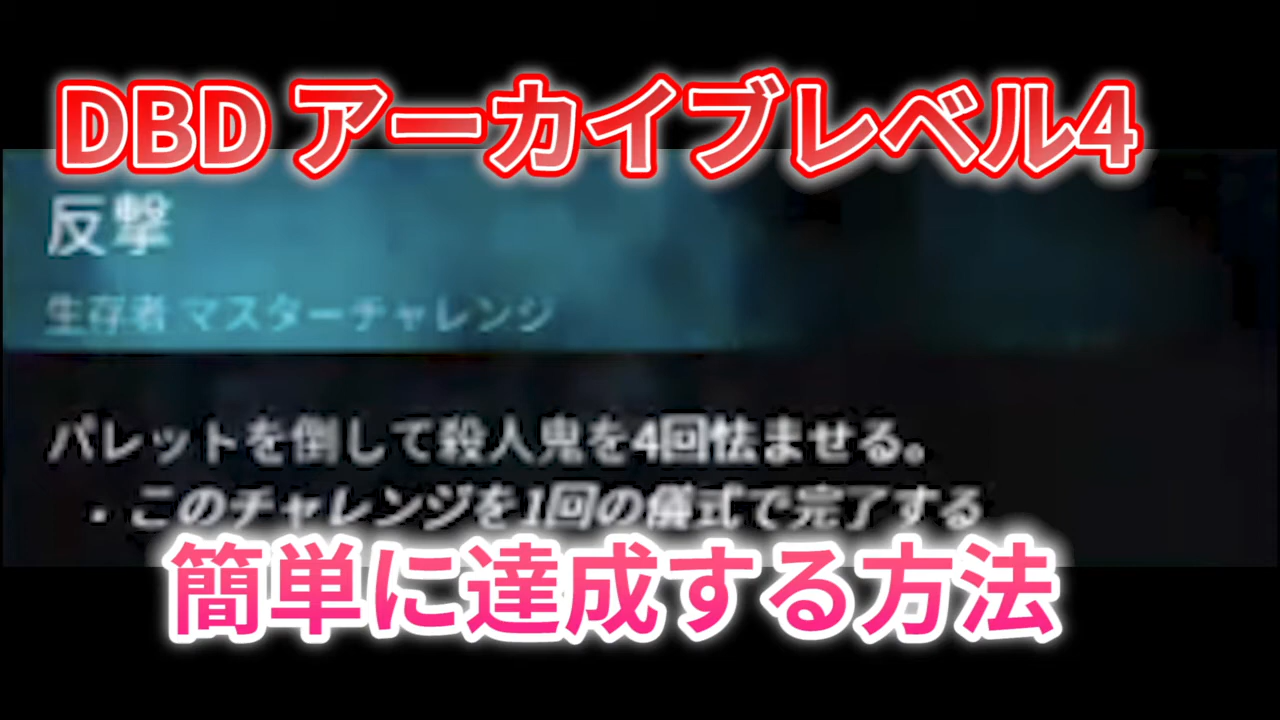 DBD アーカイブレベル4
反撃
生存者 マスターチャレンジ
パレットを倒して殺人鬼を4回怯ませる。
・このチャレンジを1回の儀式で完了する
簡単に達成する方法